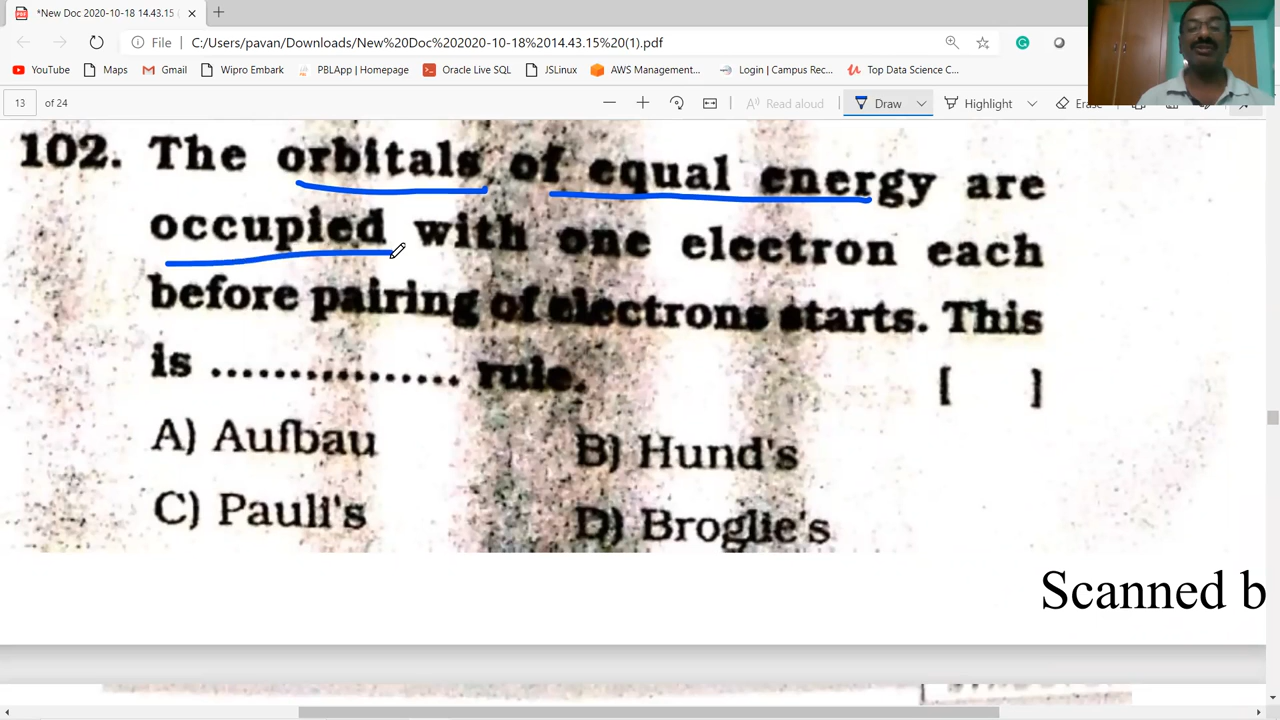 *New Doc 2020-10-18 14.43.15 (
File
C:/Users/pavan/Downloads/New%20Doc%202020-10-18%2014.43.15%20(1).pdf
YouTube
Maps
Gmail
Wipro Embark
PBLApp | Homepage
Oracle Live SQL
JSLinux
AWS Management...
Login | Campus Rec...
Top Data Science C...
13 of 24
Read aloud
Draw
Highlight
Erase
102. The orbitals of equal energy are
occupied with one electron each
before pairing of electrons starts. This
is ................ rule. [ ]
A) Aufbau B) Hund's
C) Pauli's D) Broglie's
Scanned b